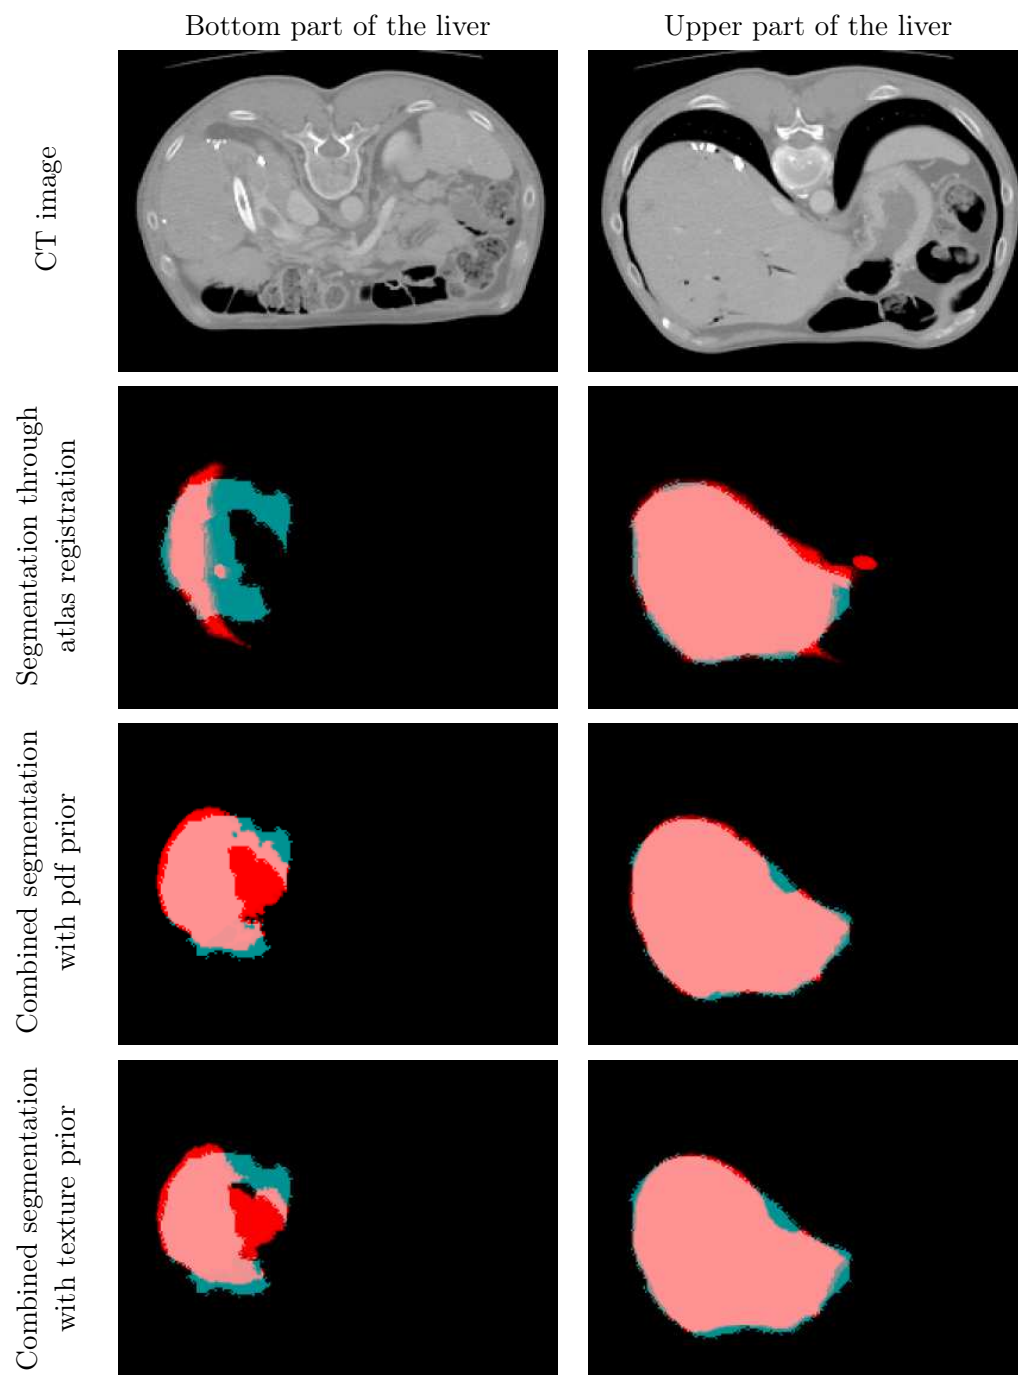 Bottom part of the liver
Upper part of the liver
CT image
Segmentation through
atlas registration
Combined segmentation
with pdf prior
Combined segmentation
with texture prior